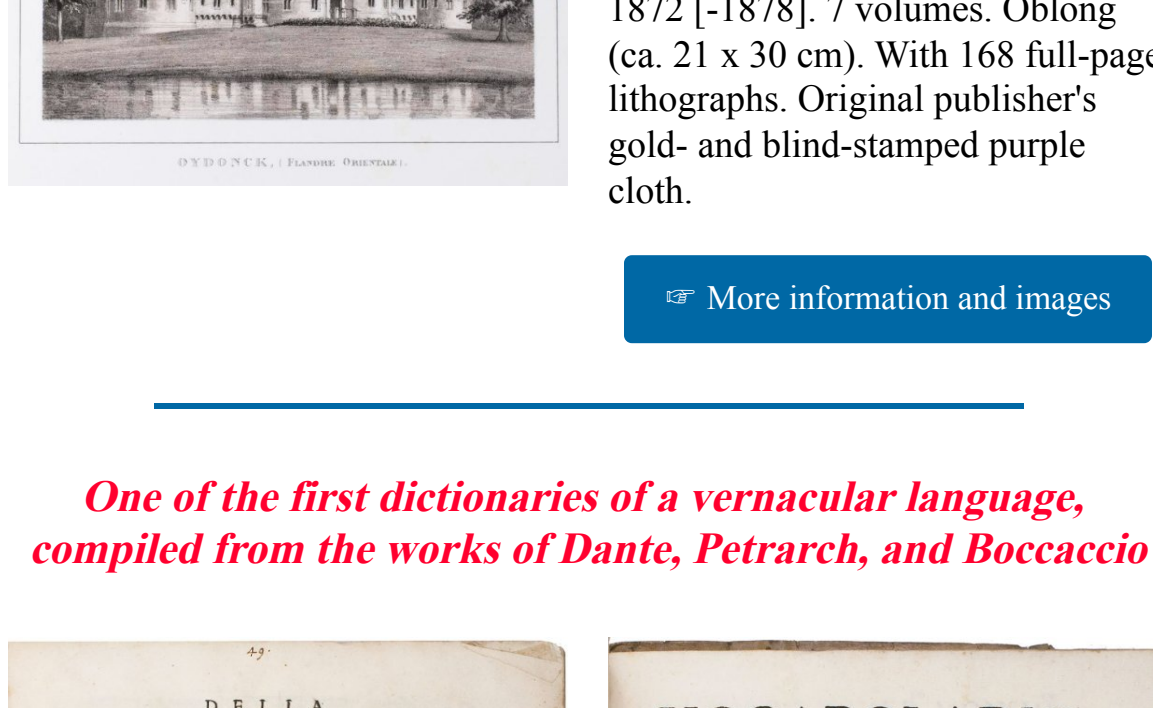 OYDONCK, (FLANDRE ORIENTALE).
1872 [-1878]. 7 volumes. Oblong
(ca. 21 x 30 cm). With 168 full-page
lithographs. Original publisher's
gold- and blind-stamped purple
cloth.
☞ More information and images
One of the first dictionaries of a vernacular language,
compiled from the works of Dante, Petrarch, and Boccaccio
49.
DELLA